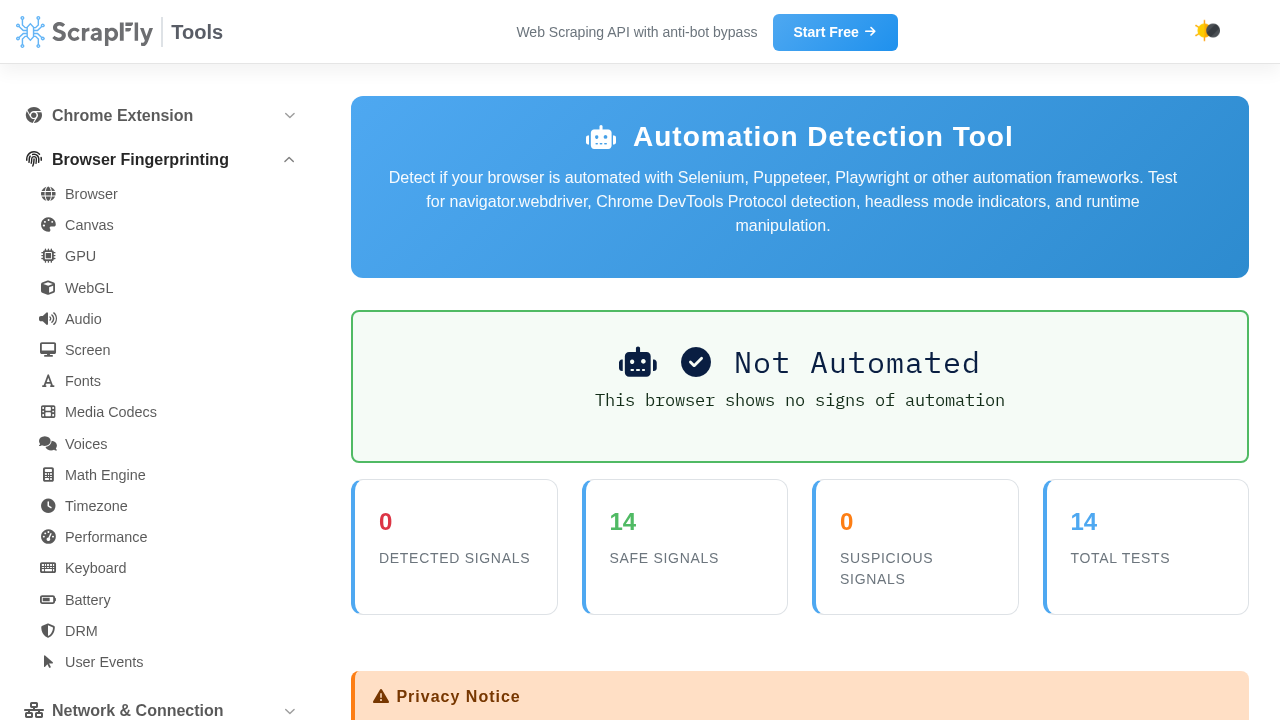 ScrapFly Tools
Web Scraping API with anti-bot bypass
Start Free
Chrome Extension
Browser Fingerprinting
Browser
Canvas
GPU
WebGL
Audio
Screen
Fonts
Media Codecs
Voices
Math Engine
Timezone
Performance
Keyboard
Battery
DRM
User Events
Network & Connection
Automation Detection Tool
Detect if your browser is automated with Selenium, Puppeteer, Playwright or other automation frameworks. Test
for navigator.webdriver, Chrome DevTools Protocol detection, headless mode indicators, and runtime
manipulation.
Not Automated
This browser shows no signs of automation
0
DETECTED SIGNALS
14
SAFE SIGNALS
0
SUSPICIOUS
SIGNALS
14
TOTAL TESTS
Privacy Notice